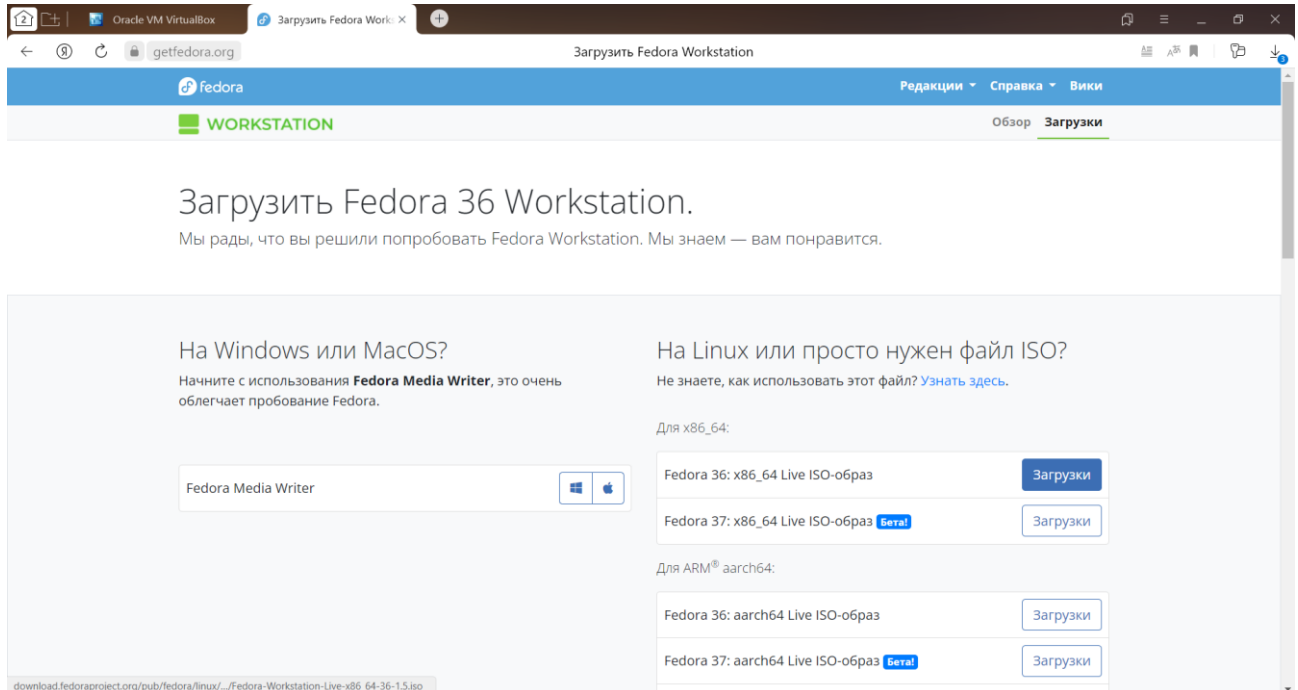 2
Oracle VM VirtualBox
Загрузить Fedora Works
getfedora.org
Загрузить Fedora Workstation
3
fedora
Редакции Справка Вики
WORKSTATION
Обзор Загрузки
Загрузить Fedora 36 Workstation.
Мы рады, что вы решили попробовать Fedora Workstation. Мы знаем — вам понравится.
На Windows или MacOS?
Начните с использования Fedora Media Writer, это очень
облегчает пробование Fedora.
Fedora Media Writer
На Linux или просто нужен файл ISO?
Не знаете, как использовать этот файл? Узнать здесь.
Для x86_64:
Fedora 36: x86_64 Live ISO-образ Загрузки
Fedora 37: x86_64 Live ISO-образ Бета! Загрузки
Для ARM® aarch64:
Fedora 36: aarch64 Live ISO-образ Загрузки
Fedora 37: aarch64 Live ISO-образ Бета! Загрузки
download.fedoraproject.org/pub/fedora/linux/.../Fedora-Workstation-Live-x86_64-36-1.5.iso